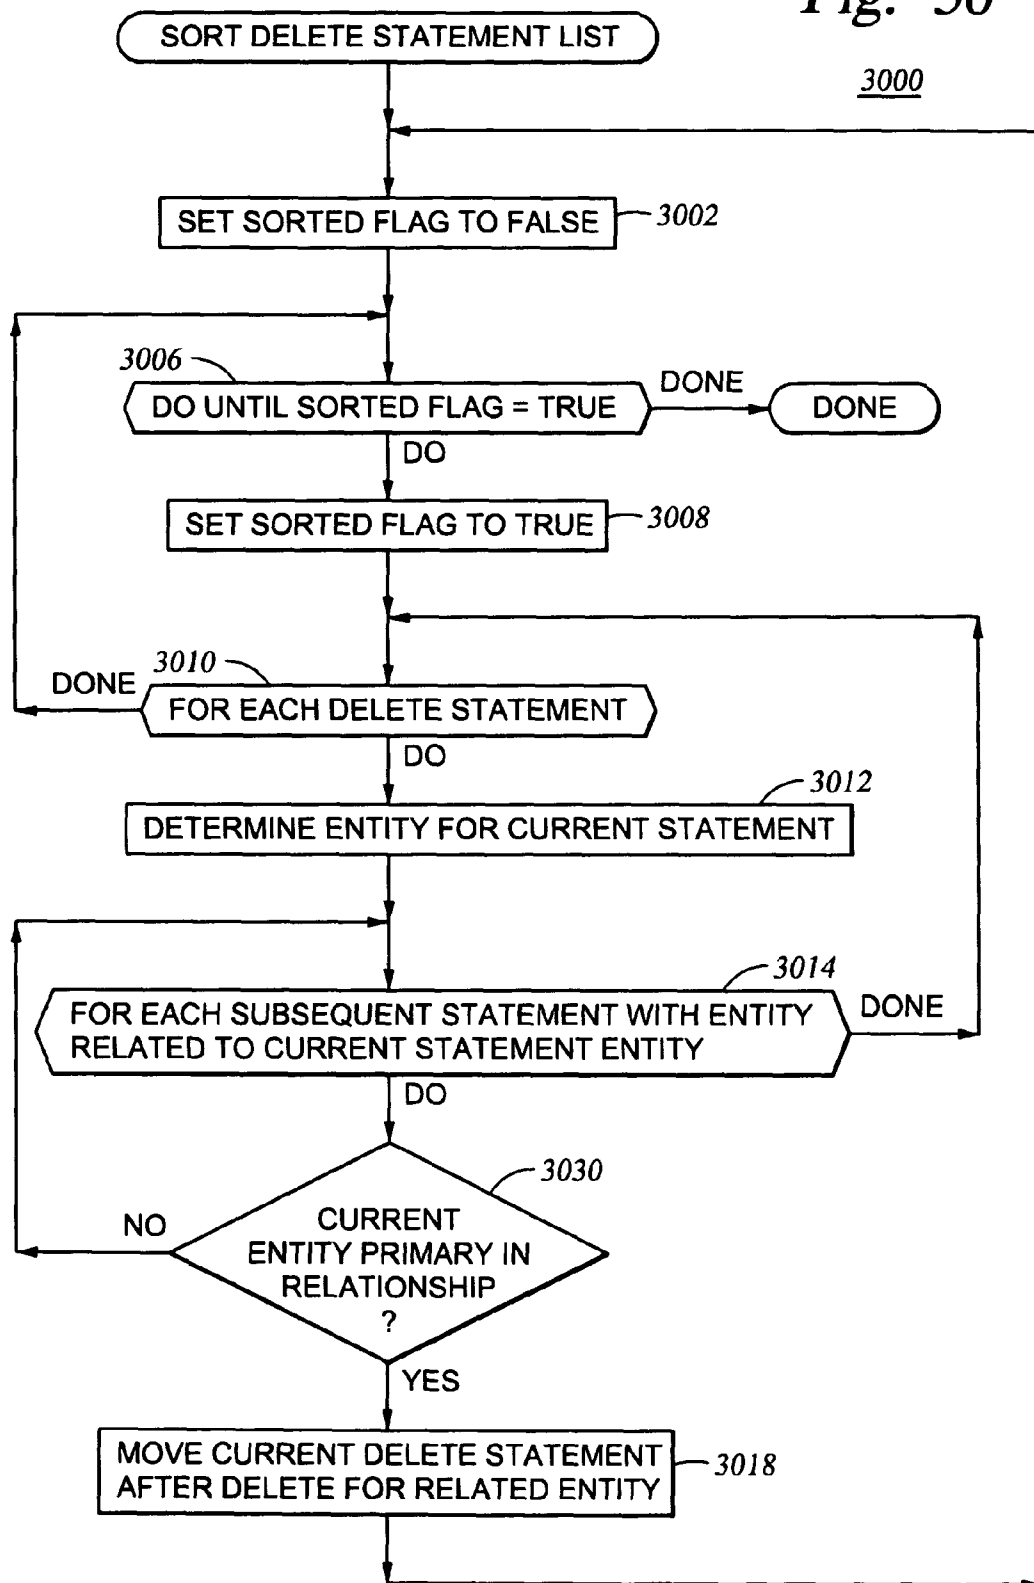 Fig. 30
SORT DELETE STATEMENT LIST
3000
SET SORTED FLAG TO FALSE
3002
3006
DO UNTIL SORTED FLAG = TRUE
DONE
DONE
DO
SET SORTED FLAG TO TRUE
3008
3010
DONE
FOR EACH DELETE STATEMENT
DO
3012
DETERMINE ENTITY FOR CURRENT STATEMENT
3014
FOR EACH SUBSEQUENT STATEMENT WITH ENTITY
RELATED TO CURRENT STATEMENT ENTITY
DONE
DO
3030
NO
CURRENT
ENTITY PRIMARY IN
RELATIONSHIP
?
YES
MOVE CURRENT DELETE STATEMENT
AFTER DELETE FOR RELATED ENTITY
3018